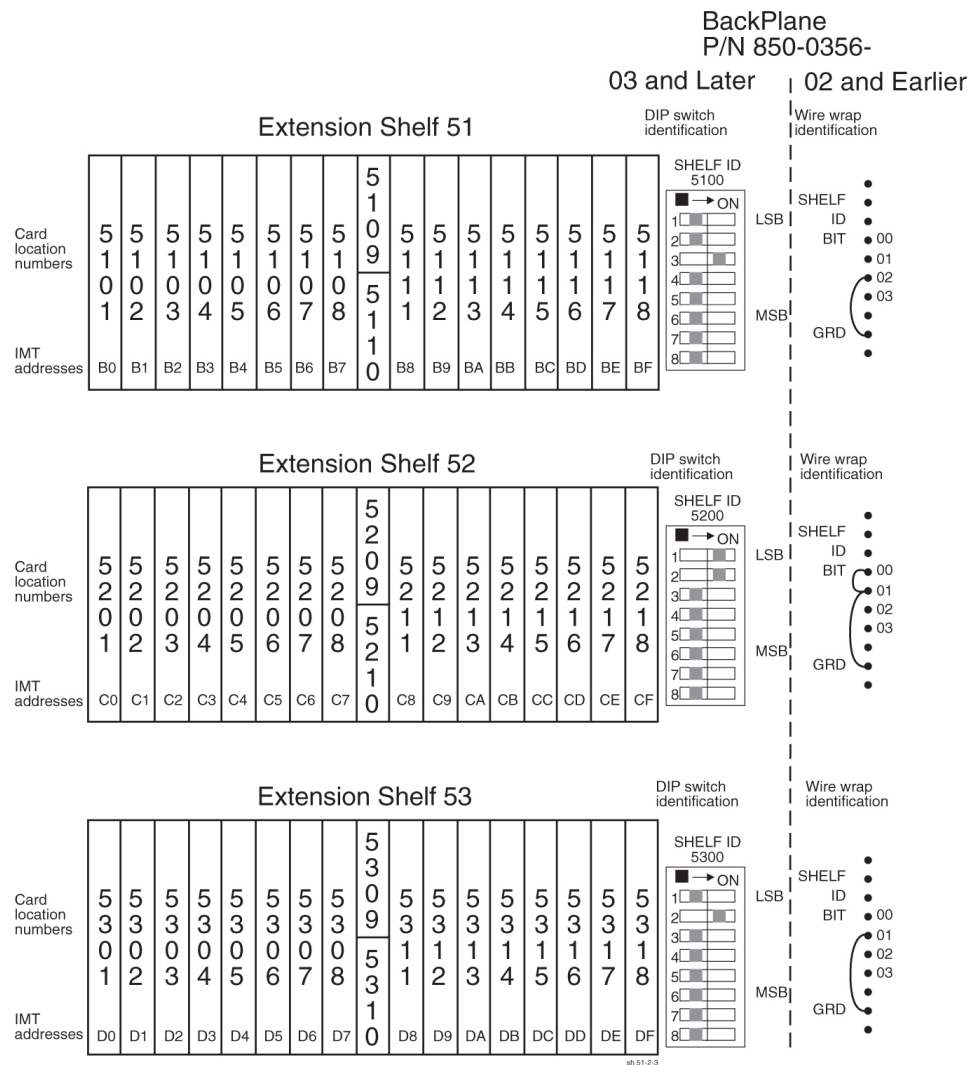 BackPlane
P/N 850-0356-
03 and Later
02 and Earlier
Extension Shelf 51
DIP switch
identification
Wire wrap
identification
Card
location
numbers
5101 5102 5103 5104 5105 5106 5107 5108 5109 5110 5111 5112 5113 5114 5115 5116 5117 5118
IMT
addresses
B0 B1 B2 B3 B4 B5 B6 B7 B8 B9 BA BB BC BD BE BF
SHELF ID
5100
→ ON
1
2
3
4
5
6
7
8
LSB
MSB
SHELF
ID
BIT
00
01
02
03
GRD
Extension Shelf 52
DIP switch
identification
Wire wrap
identification
Card
location
numbers
5201 5202 5203 5204 5205 5206 5207 5208 5209 5210 5211 5212 5213 5214 5215 5216 5217 5218
IMT
addresses
C0 C1 C2 C3 C4 C5 C6 C7 C8 C9 CA CB CC CD CE CF
SHELF ID
5200
→ ON
1
2
3
4
5
6
7
8
LSB
MSB
SHELF
ID
BIT
00
01
02
03
GRD
Extension Shelf 53
DIP switch
identification
Wire wrap
identification
Card
location
numbers
5301 5302 5303 5304 5305 5306 5307 5308 5309 5310 5311 5312 5313 5314 5315 5316 5317 5318
IMT
addresses
D0 D1 D2 D3 D4 D5 D6 D7 D8 D9 DA DB DC DD DE DF
SHELF ID
5300
→ ON
1
2
3
4
5
6
7
8
LSB
MSB
SHELF
ID
BIT
00
01
02
03
GRD
sh 51-2-3